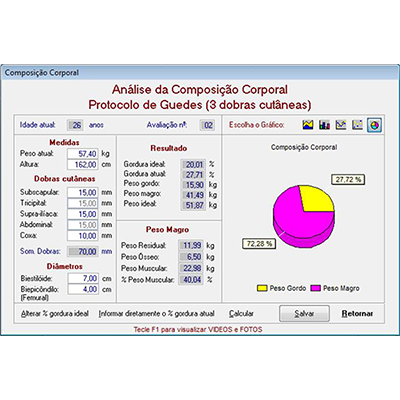 Composição Corporal
Análise da Composição Corporal
Protocolo de Guedes (3 dobras cutâneas)
Idade atual: 26 anos Avaliação nº: 02 Escolha o Gráfico:
Medidas
Peso atual: 57,40 kg
Altura: 162,00 cm
Dobras cutâneas
Subscapular: 15,00 mm
Tricipital: 15,00 mm
Supra-ilíaca: 15,00 mm
Abdominal: 15,00 mm
Coxa: 10,00 mm
Som. Dobras: 70,00 mm
Diâmetros
Biestilóide: 7,00 cm
Biepicôndilo: 4,00 cm
(Femural)
Resultado
Gordura ideal: 20,01 %
Gordura atual: 27,71 %
Peso gordo: 15,90 kg
Peso magro: 41,49 kg
Peso ideal: 51,87 kg
Peso Magro
Peso Residual: 11,99 kg
Peso Ósseo: 6,50 kg
Peso Muscular: 22,98 kg
% Peso Muscular: 40,04 %
Composição Corporal
27,72 %
72,28 %
Peso Gordo Peso Magro
Alterar % gordura ideal Informar diretamente o % gordura atual Calcular Salvar Retornar
Tecle F1 para visualizar VIDEOS e FOTOS